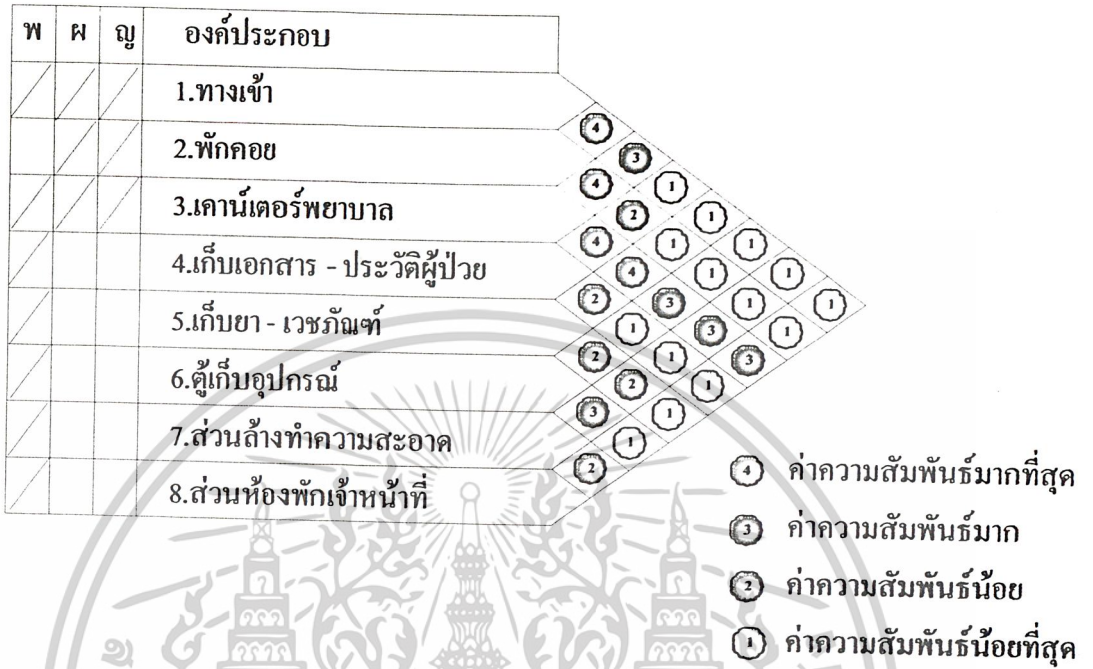 พ ผ ญ องค์ประกอบ
1.ทางเข้า
4
2.พักคอย 3
4 1
3.เคาน์เตอร์พยาบาล 2 1
4 1 1
4.เก็บเอกสาร - ประวัติผู้ป่วย 4 1 1
2 3 1 1
5.เก็บยา - เวชภัณฑ์ 1 3 1
2 1 3
6.ตู้เก็บอุปกรณ์ 2 1
3 1
7.ส่วนล้างทำความสะอาด 1
2
8.ส่วนห้องพักเจ้าหน้าที่
4 ค่าความสัมพันธ์มากที่สุด
3 ค่าความสัมพันธ์มาก
2 ค่าความสัมพันธ์น้อย
1 ค่าความสัมพันธ์น้อยที่สุด